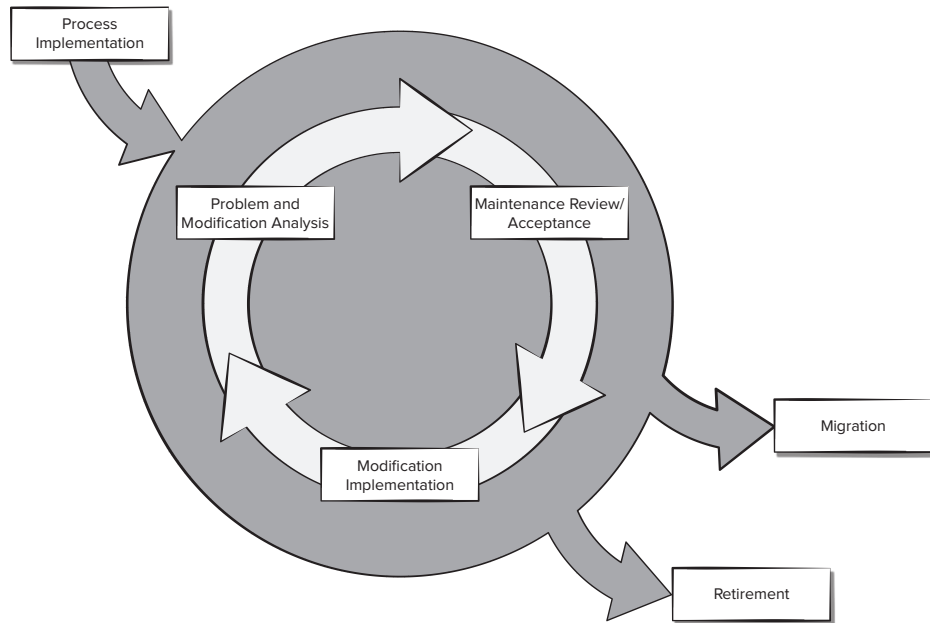 Process
Implementation
Problem and
Modification Analysis
Maintenance Review/
Acceptance
Migration
Modification
Implementation
Retirement